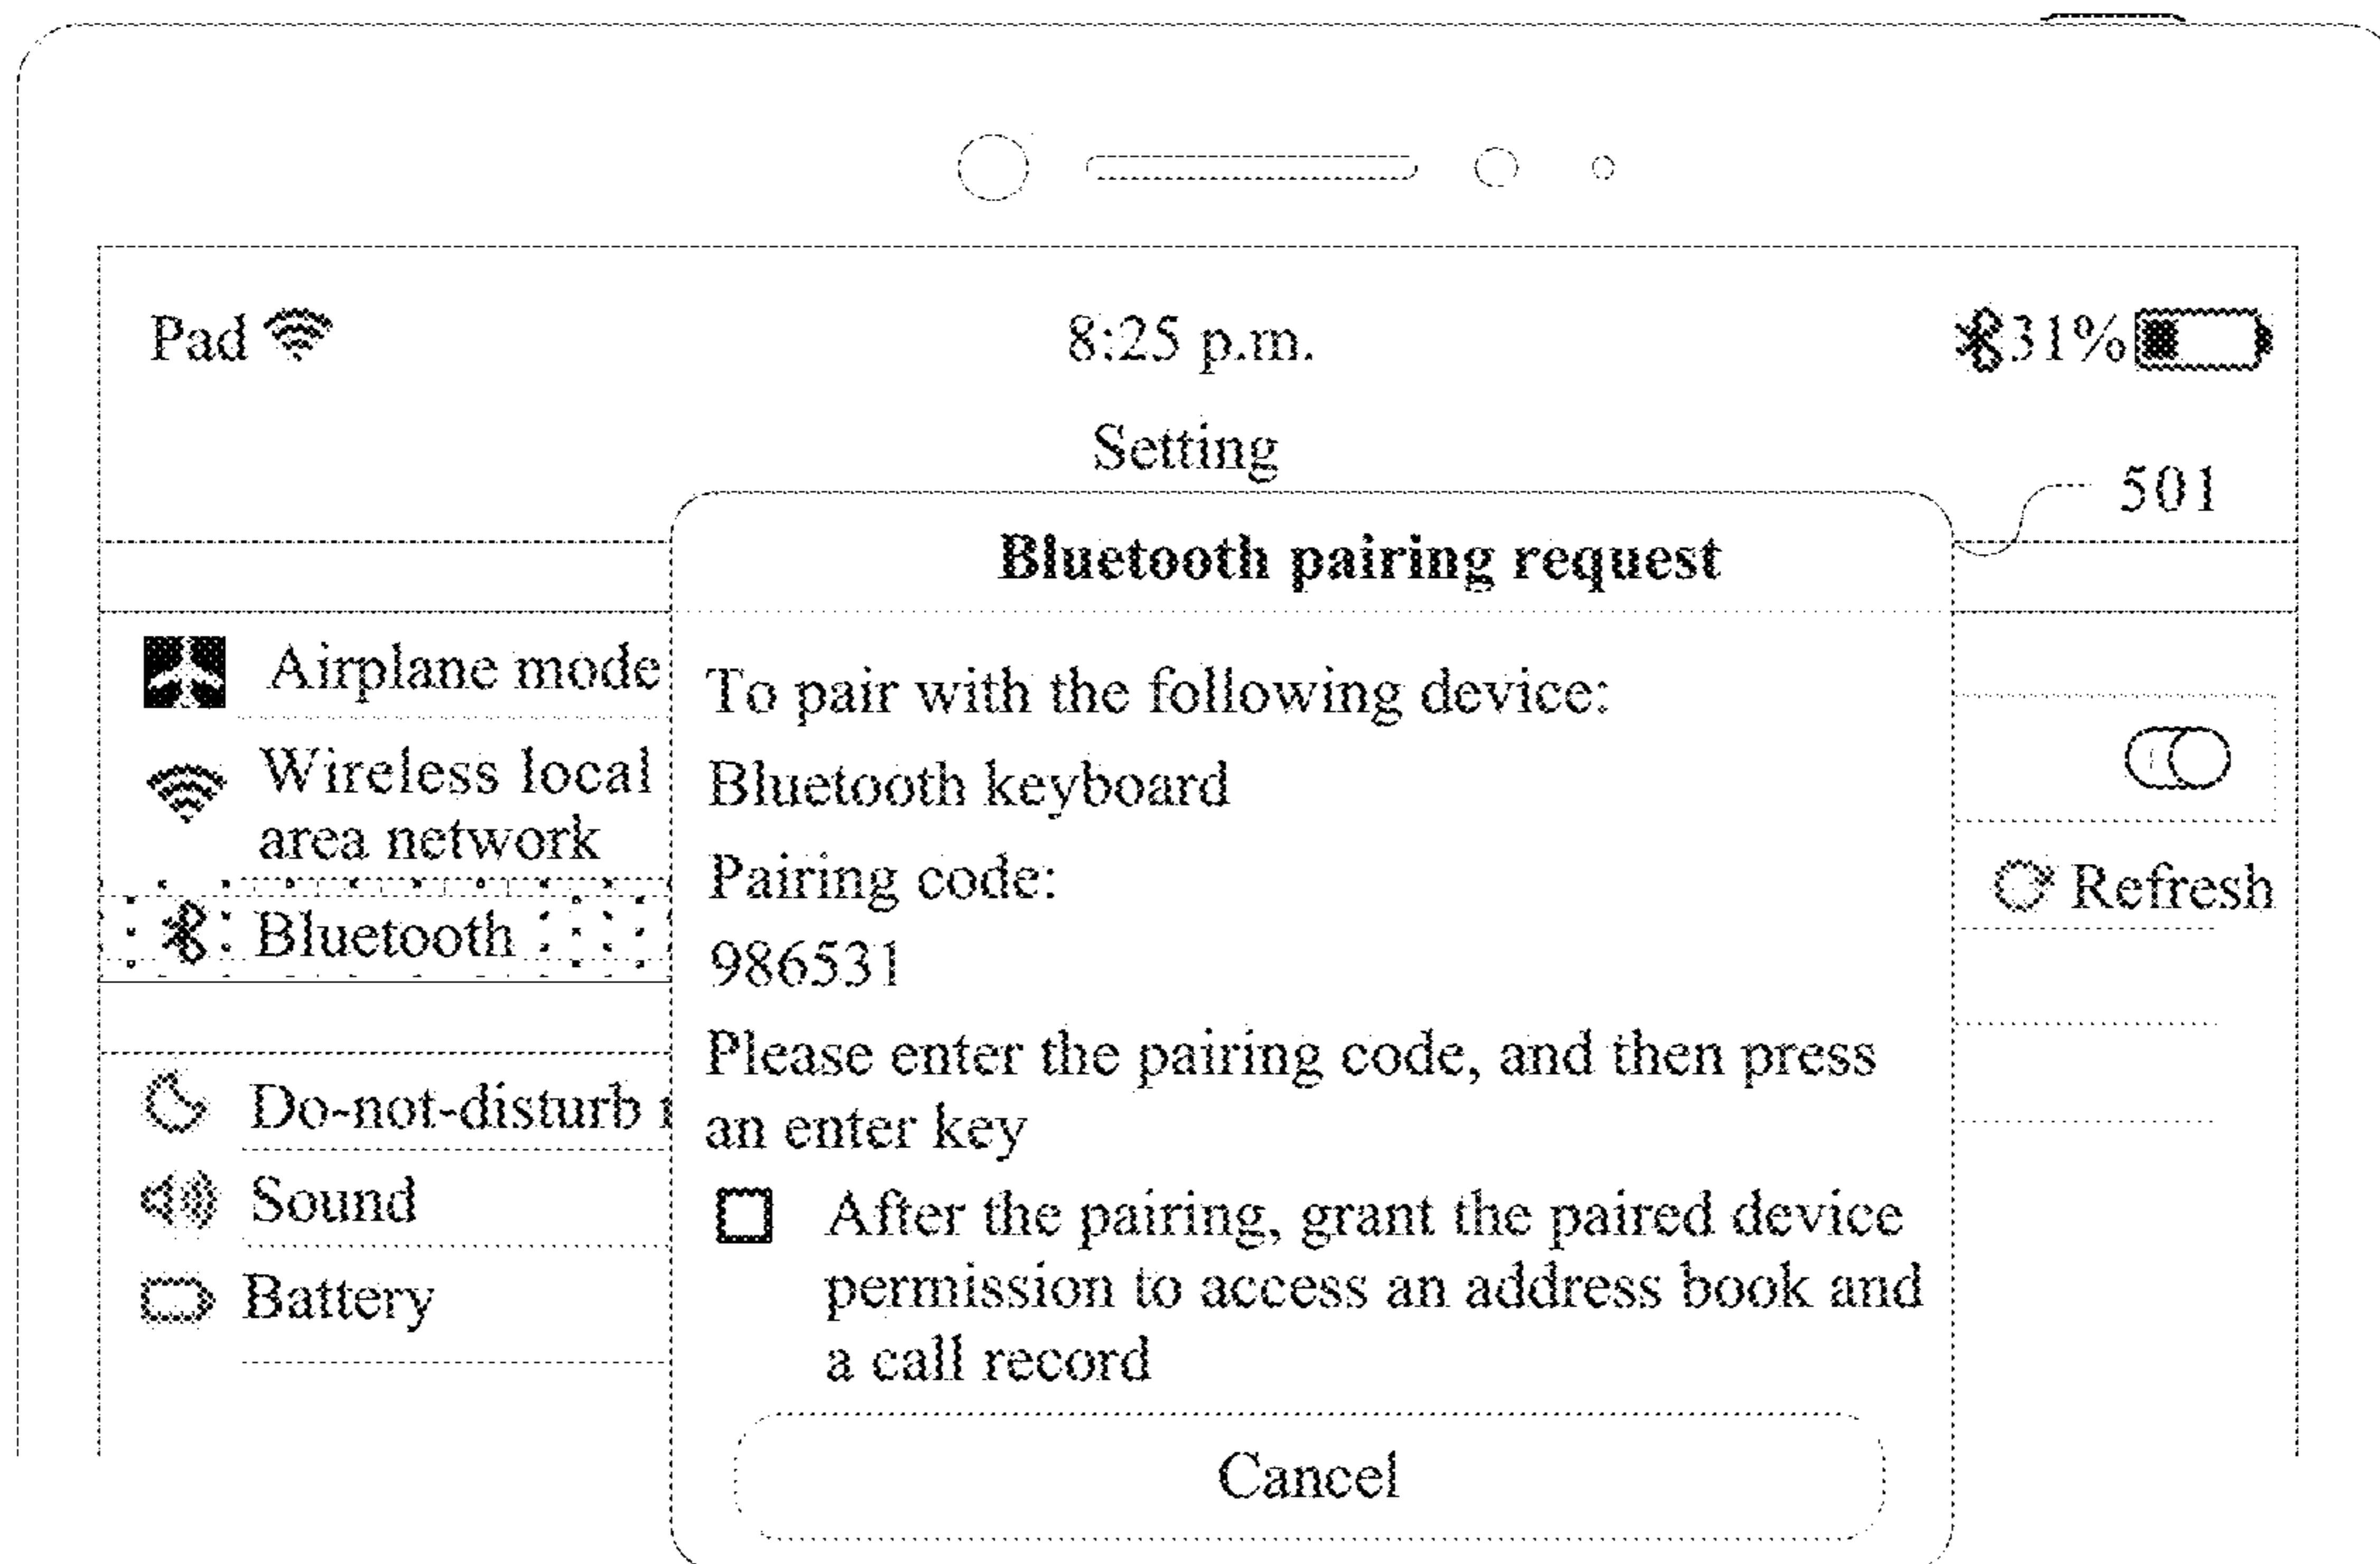 Pad
8:25 p.m.
31%
Setting
501
Bluetooth pairing request
Airplane mode
Wireless local
area network
Bluetooth
Do-not-disturb
Sound
Battery
To pair with the following device:
Bluetooth keyboard
Pairing code:
986531
Please enter the pairing code, and then press
an enter key
After the pairing, grant the paired device
permission to access an address book and
a call record
Cancel
Refresh